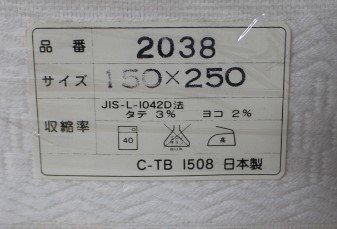 品番 2038
サイズ 150×250
JIS-L-1042D法
収縮率 タテ 3% ヨコ 2%
40 高
C-TB 1508 日本製